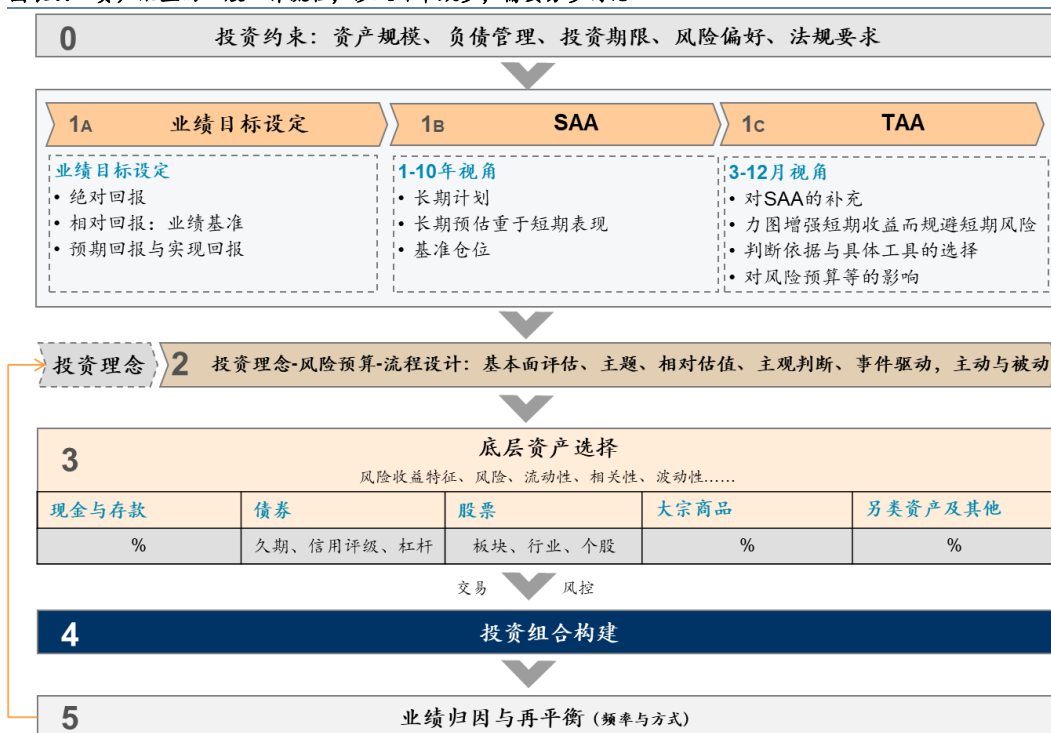 0 投资约束：资产规模、负债管理、投资期限、风险偏好、法规要求
1A 业绩目标设定
1B SAA
1C TAA
业绩目标设定
• 绝对回报
• 相对回报：业绩基准
• 预期回报与实现回报
1-10年视角
• 长期计划
• 长期预估重于短期表现
• 基准仓位
3-12月视角
• 对SAA的补充
• 力图增强短期收益而规避短期风险
• 判断依据与具体工具的选择
• 对风险预算等的影响
投资理念
2 投资理念-风险预算-流程设计：基本面评估、主题、相对估值、主观判断、事件驱动，主动与被动
3 底层资产选择
风险收益特征、风险、流动性、相关性、波动性……
现金与存款 债券 股票 大宗商品 另类资产及其他
% 久期、信用评级、杠杆 板块、行业、个股 % %
交易 风控
4 投资组合构建
5 业绩归因与再平衡（频率与方式）